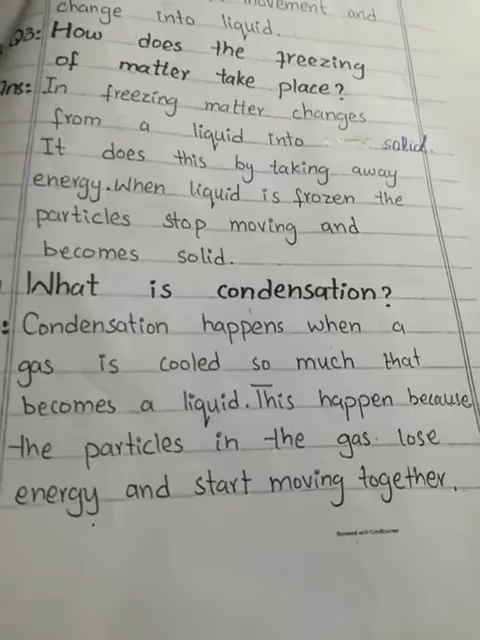 movement and
change into liquid.
Q3: How does the freezing
of matter take place?
Ans: In freezing matter changes
from a liquid into solid.
It does this by taking away
energy. When liquid is frozen the
particles stop moving and
becomes solid.
What is condensation?
: Condensation happens when a
gas is cooled so much that
becomes a liquid. This happen because
the particles in the gas lose
energy and start moving together.